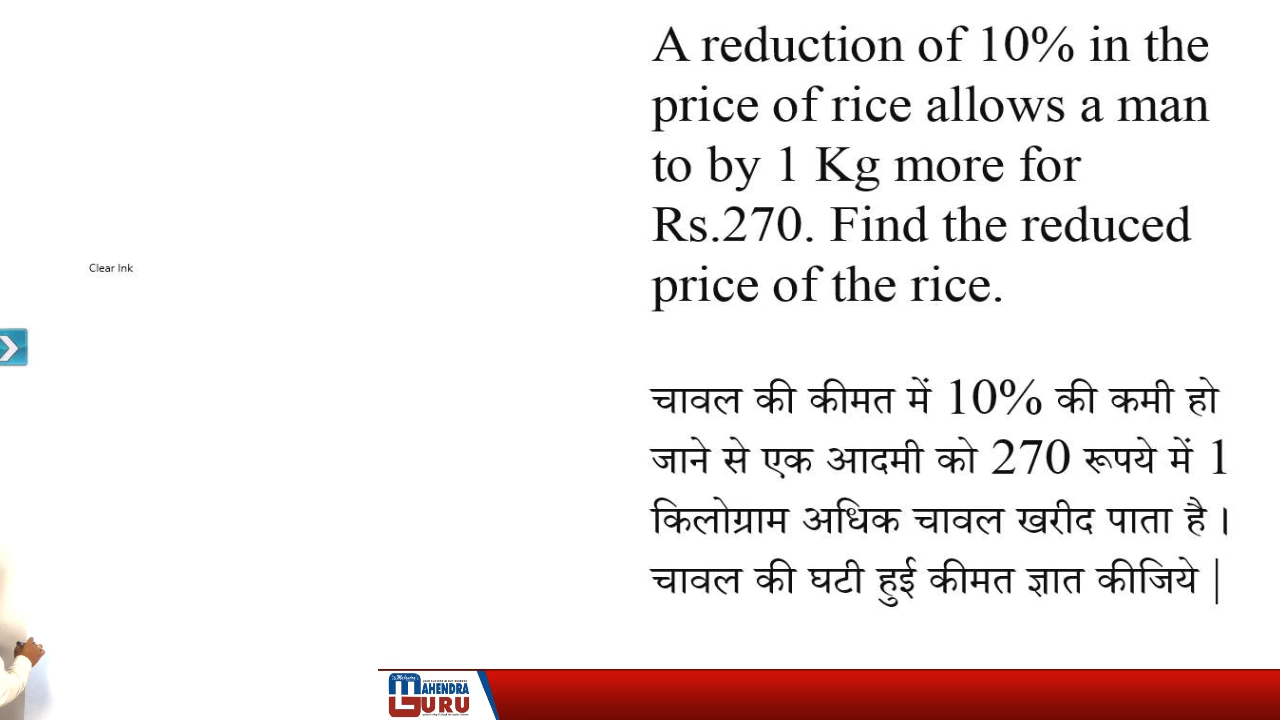 A reduction of 10% in the
price of rice allows a man
to by 1 Kg more for
Rs.270. Find the reduced
price of the rice.
Clear Ink
चावल की कीमत में 10% की कमी हो
जाने से एक आदमी को 270 रूपये में 1
किलोग्राम अधिक चावल खरीद पाता है ।
चावल की घटी हुई कीमत ज्ञात कीजिये |
MAHENDRA
GURU